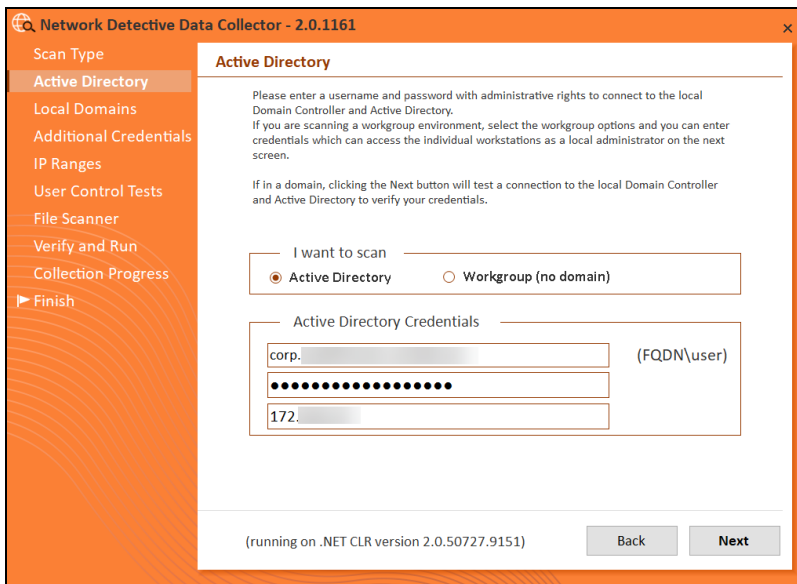 Network Detective Data Collector - 2.0.1161
Scan Type
Active Directory
Local Domains
Additional Credentials
IP Ranges
User Control Tests
File Scanner
Verify and Run
Collection Progress
Finish
Active Directory
Please enter a username and password with administrative rights to connect to the local
Domain Controller and Active Directory.
If you are scanning a workgroup environment, select the workgroup options and you can enter
credentials which can access the individual workstations as a local administrator on the next
screen.
If in a domain, clicking the Next button will test a connection to the local Domain Controller
and Active Directory to verify your credentials.
I want to scan
Active Directory Workgroup (no domain)
Active Directory Credentials
corp. (FQDN\user)
●●●●●●●●●●●●●●●●●●
172.
(running on .NET CLR version 2.0.50727.9151) Back Next